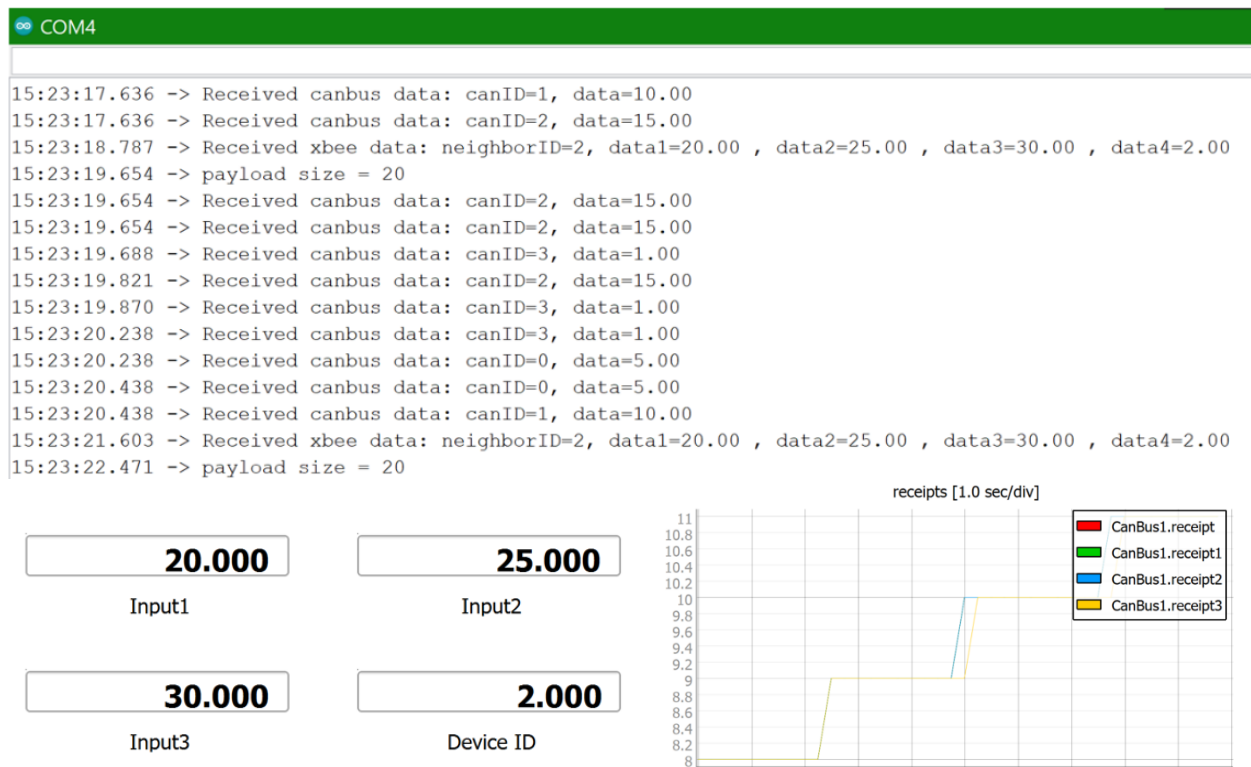 COM4
15:23:17.636 -> Received canbus data: canID=1, data=10.00
15:23:17.636 -> Received canbus data: canID=2, data=15.00
15:23:18.787 -> Received xbee data: neighborID=2, data1=20.00 , data2=25.00 , data3=30.00 , data4=2.00
15:23:19.654 -> payload size = 20
15:23:19.654 -> Received canbus data: canID=2, data=15.00
15:23:19.654 -> Received canbus data: canID=2, data=15.00
15:23:19.688 -> Received canbus data: canID=3, data=1.00
15:23:19.821 -> Received canbus data: canID=2, data=15.00
15:23:19.870 -> Received canbus data: canID=3, data=1.00
15:23:20.238 -> Received canbus data: canID=3, data=1.00
15:23:20.238 -> Received canbus data: canID=0, data=5.00
15:23:20.438 -> Received canbus data: canID=0, data=5.00
15:23:20.438 -> Received canbus data: canID=1, data=10.00
15:23:21.603 -> Received xbee data: neighborID=2, data1=20.00 , data2=25.00 , data3=30.00 , data4=2.00
15:23:22.471 -> payload size = 20
20.000
Input1
25.000
Input2
30.000
Input3
2.000
Device ID
receipts [1.0 sec/div]
11
10.8
10.6
10.4
10.2
10
9.8
9.6
9.4
9.2
9
8.8
8.6
8.4
8.2
8
CanBus1.receipt
CanBus1.receipt1
CanBus1.receipt2
CanBus1.receipt3